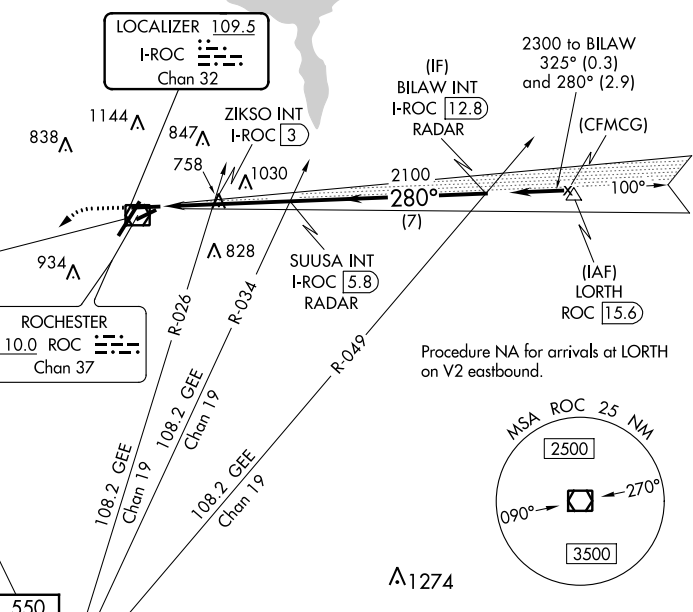 LOCALIZER 109.5
I-ROC
Chan 32
2300 to BILAW
325° (0.3)
and 280° (2.9)
(IF)
BILAW INT
I-ROC 12.8
RADAR
ZIKSO INT
I-ROC 3
(CFMCG)
1144
838
847
758
1030
2100
280°
(7)
100°
828
934
SUUSA INT
I-ROC 5.8
RADAR
(IAF)
LORTH
ROC 15.6
ROCHESTER
10.0 ROC
Chan 37
R-026
R-034
R-049
Procedure NA for arrivals at LORTH
on V2 eastbound.
108.2 GEE
Chan 19
108.2 GEE
Chan 19
108.2 GEE
Chan 19
MSA ROC 25 NM
2500
090°
270°
3500
1274
550